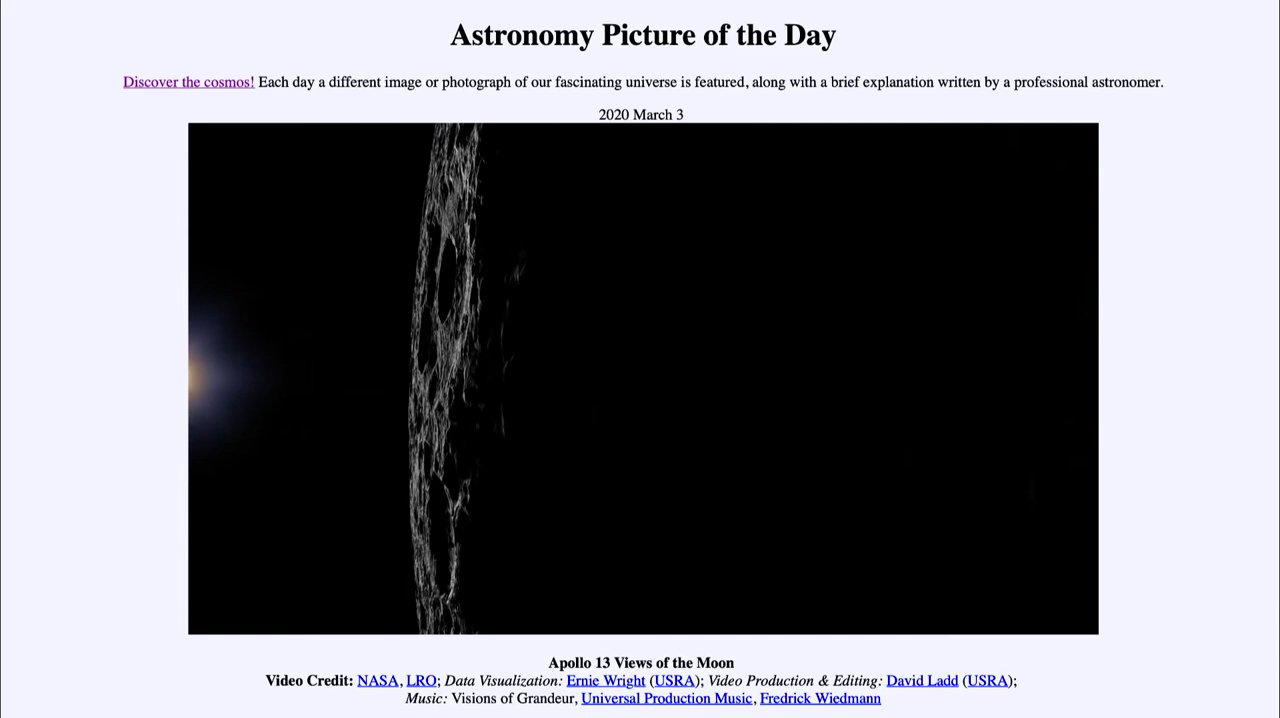 Astronomy Picture of the Day
Discover the cosmos! Each day a different image or photograph of our fascinating universe is featured, along with a brief explanation written by a professional astronomer.
2020 March 3
Apollo 13 Views of the Moon
Video Credit: NASA, LRO; Data Visualization: Ernie Wright (USRA); Video Production & Editing: David Ladd (USRA);
Music: Visions of Grandeur, Universal Production Music, Fredrick Wiedmann